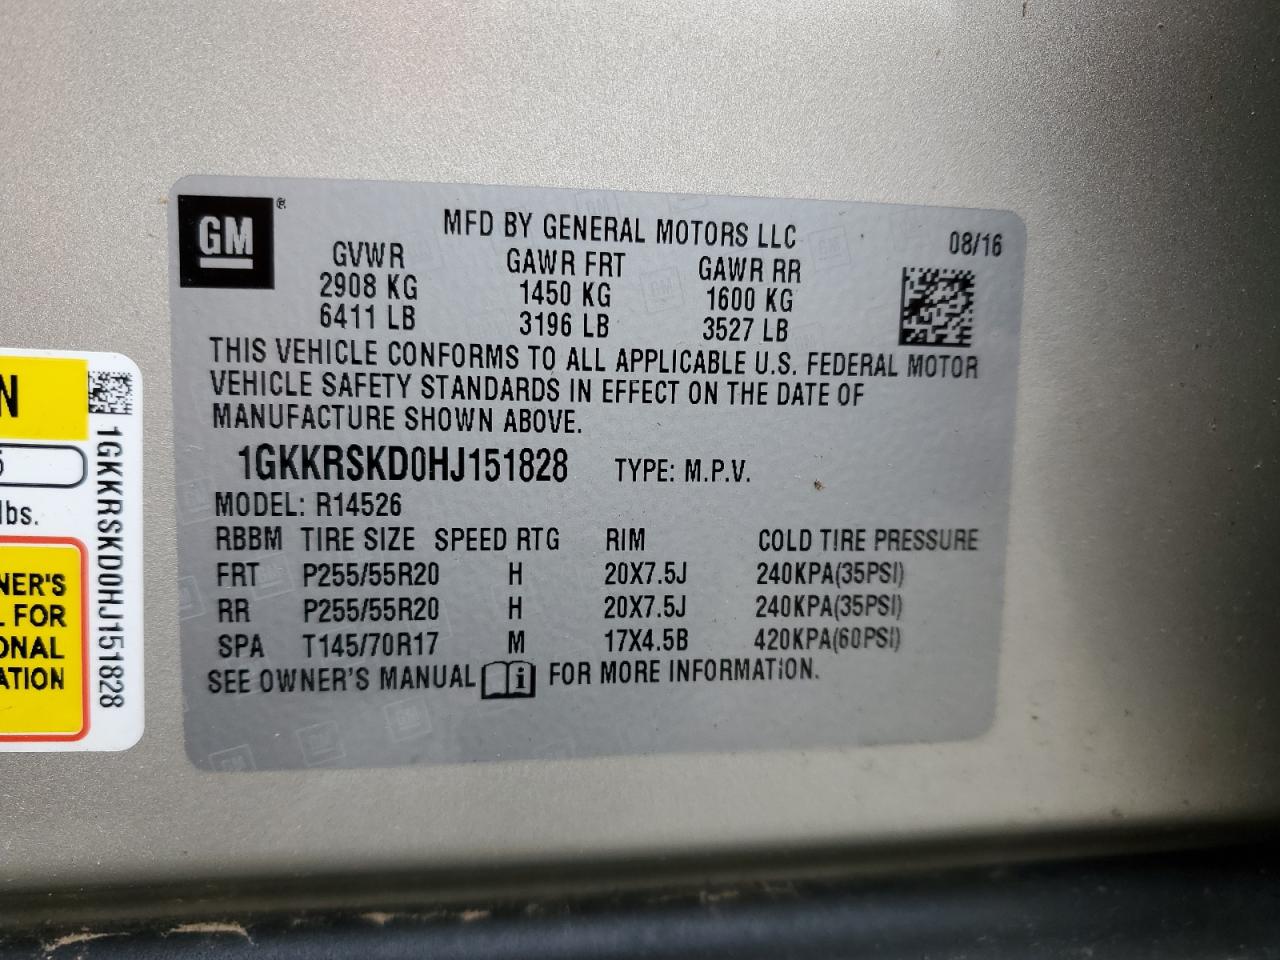 GM ®
MFD BY GENERAL MOTORS LLC
08/16
GVWR GAWR FRT GAWR RR
2908 KG 1450 KG 1600 KG
6411 LB 3196 LB 3527 LB
THIS VEHICLE CONFORMS TO ALL APPLICABLE U.S. FEDERAL MOTOR
VEHICLE SAFETY STANDARDS IN EFFECT ON THE DATE OF
MANUFACTURE SHOWN ABOVE.
1GKKRSKD0HJ151828 TYPE: M.P.V.
MODEL: R14526
RBBM TIRE SIZE SPEED RTG RIM COLD TIRE PRESSURE
FRT P255/55R20 H 20X7.5J 240KPA(35PSI)
RR P255/55R20 H 20X7.5J 240KPA(35PSI)
SPA T145/70R17 M 17X4.5B 420KPA(60PSI)
SEE OWNER'S MANUAL FOR MORE INFORMATION.
N
lbs.
NER'S
L FOR
ONAL
ATION
1GKKRSKD0HJ151828